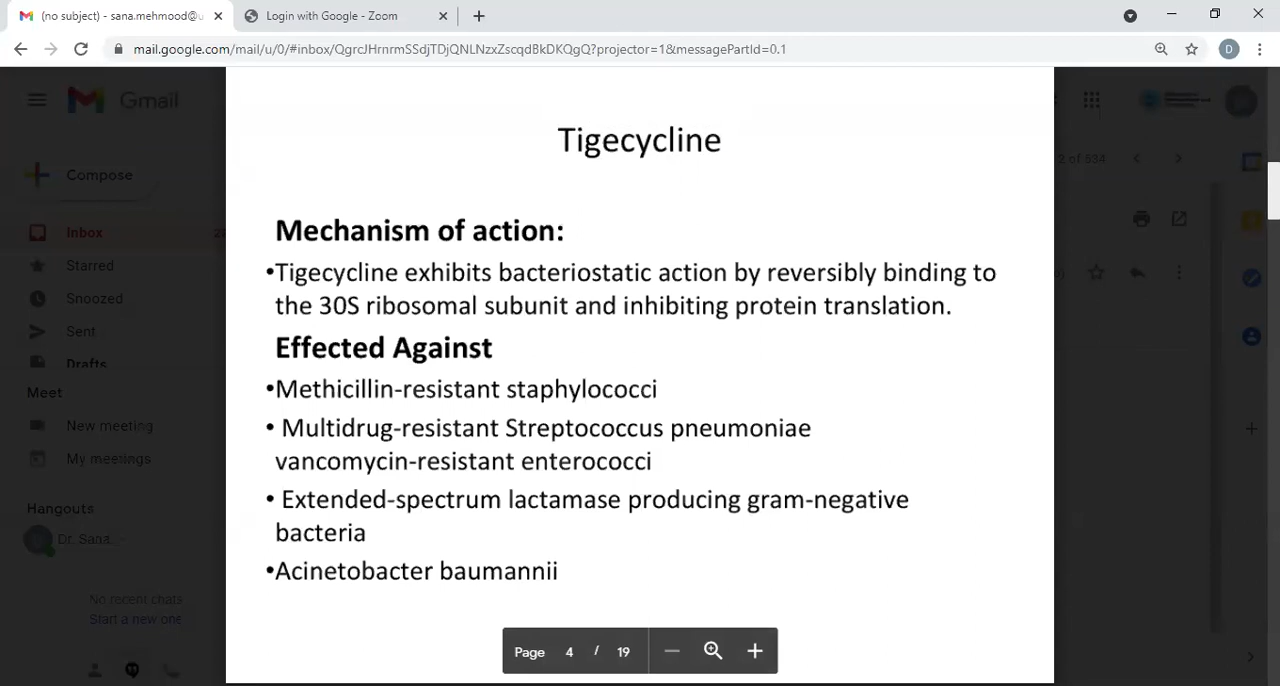 (no subject) - sana.mehmood@u
Login with Google - Zoom
mail.google.com/mail/u/0/#inbox/QgrcJHrnrmSSdjTDjQNLNzxZscqdBkDKQgQ?projector=1&messagePartId=0.1
D
Gmail
Compose
2 of 534
Inbox
Starred
Snoozed
Sent
Drafts
Meet
New meeting
My meetings
Hangouts
Dr. Sana
No recent chats
Start a new one
Tigecycline
Mechanism of action:
•Tigecycline exhibits bacteriostatic action by reversibly binding to
the 30S ribosomal subunit and inhibiting protein translation.
Effected Against
•Methicillin-resistant staphylococci
• Multidrug-resistant Streptococcus pneumoniae
vancomycin-resistant enterococci
• Extended-spectrum lactamase producing gram-negative
bacteria
•Acinetobacter baumannii
Page 4 / 19